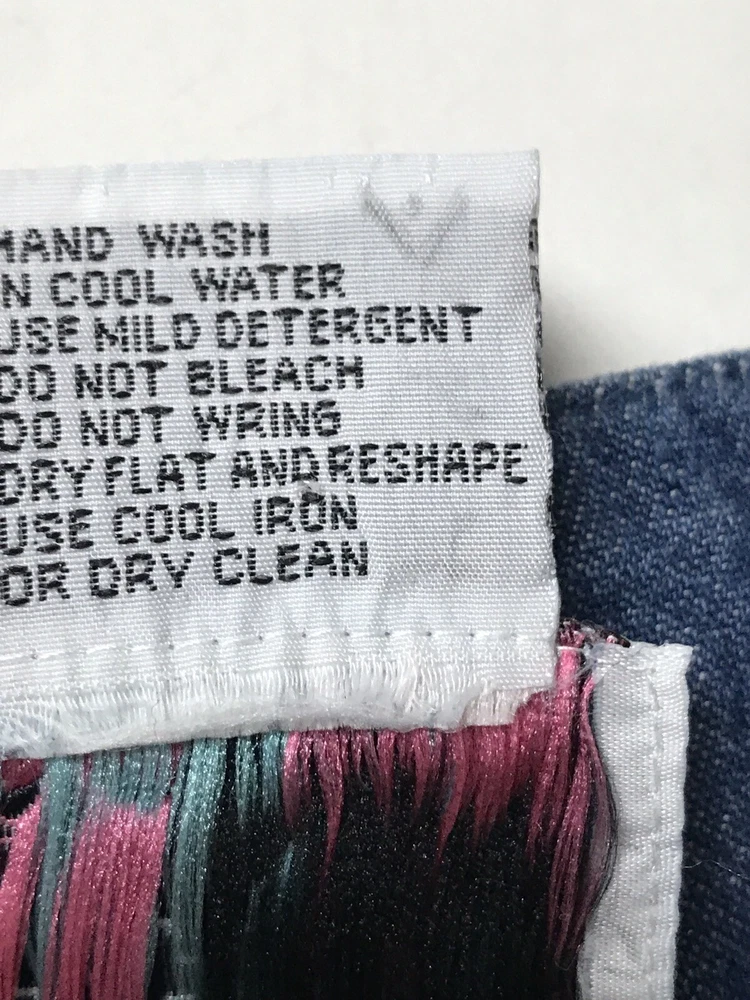 HAND WASH
N COOL WATER
USE MILD DETERGENT
DO NOT BLEACH
DO NOT WRING
DRY FLAT AND RESHAPE
USE COOL IRON
OR DRY CLEAN